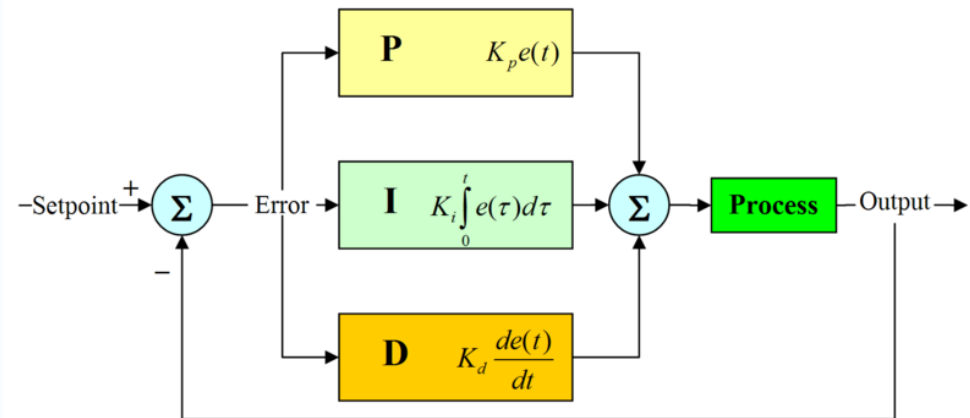 P K_p e(t)
+
Setpoint Σ Error I K_i ∫_0^t e(τ)dτ Σ Process Output
−
D K_d de(t)/dt